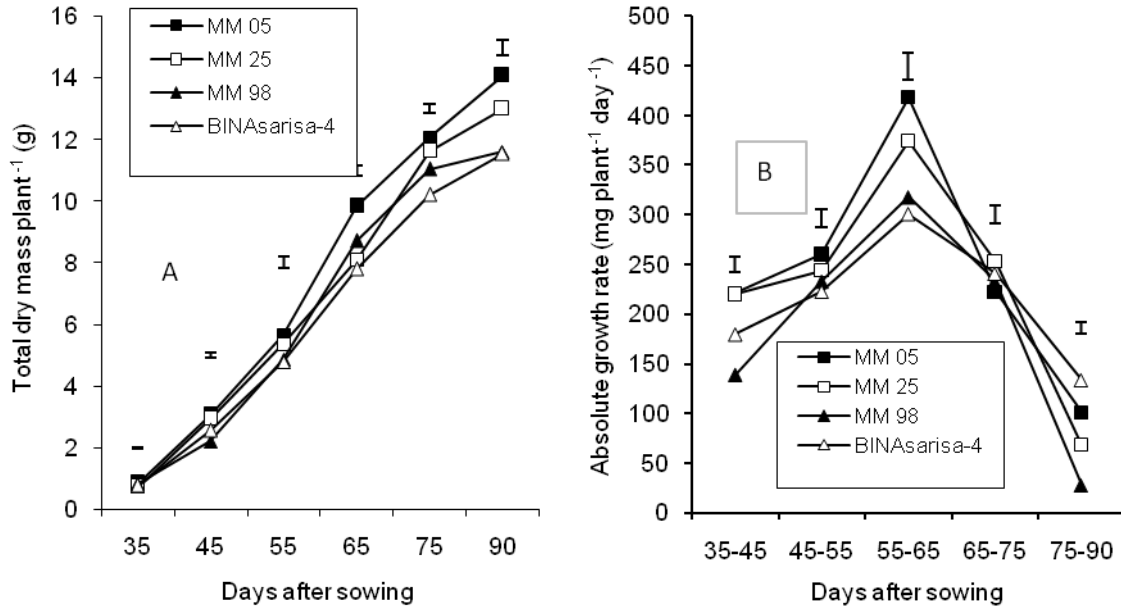 16
14
12
10
8
6
4
2
0
Total dry mass plant⁻¹ (g)
MM 05
MM 25
MM 98
BINAsarisa-4
A
35 45 55 65 75 90
Days after sowing
500
450
400
350
300
250
200
150
100
50
0
Absolute growth rate (mg plant⁻¹ day⁻¹)
B
MM 05
MM 25
MM 98
BINAsarisa-4
35-45 45-55 55-65 65-75 75-90
Days after sowing